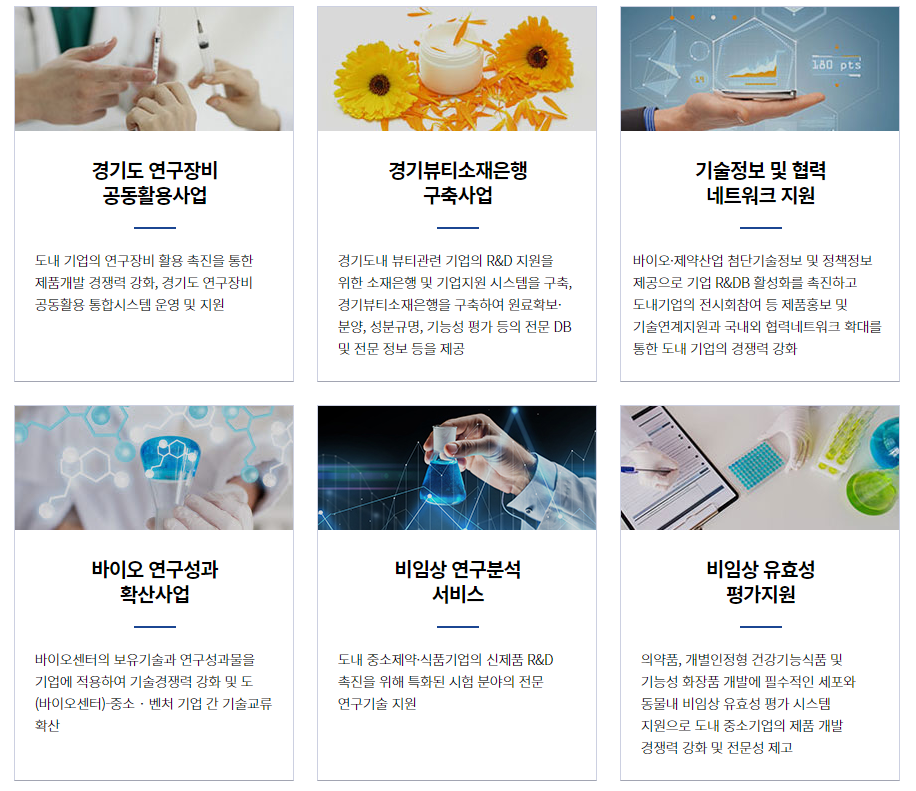 180 pts
19
경기도 연구장비
공동활용사업
도내 기업의 연구장비 활용 촉진을 통한
제품개발 경쟁력 강화, 경기도 연구장비
공동활용 통합시스템 운영 및 지원
경기뷰티소재은행
구축사업
경기도내 뷰티관련 기업의 R&D 지원을
위한 소재은행 및 기업지원 시스템을 구축,
경기뷰티소재은행을 구축하여 원료확보·
분양, 성분규명, 기능성 평가 등의 전문 DB
및 전문 정보 등을 제공
기술정보 및 협력
네트워크 지원
바이오·제약산업 첨단기술정보 및 정책정보
제공으로 기업 R&DB 활성화를 촉진하고
도내기업의 전시회참여 등 제품홍보 및
기술연계지원과 국내외 협력네트워크 확대를
통한 도내 기업의 경쟁력 강화
바이오 연구성과
확산사업
바이오센터의 보유기술과 연구성과물을
기업에 적용하여 기술경쟁력 강화 및 도
(바이오센터)-중소 · 벤처 기업 간 기술교류
확산
비임상 연구분석
서비스
도내 중소제약·식품기업의 신제품 R&D
촉진을 위해 특화된 시험 분야의 전문
연구기술 지원
비임상 유효성
평가지원
의약품, 개별인정형 건강기능식품 및
기능성 화장품 개발에 필수적인 세포와
동물내 비임상 유효성 평가 시스템
지원으로 도내 중소기업의 제품 개발
경쟁력 강화 및 전문성 제고